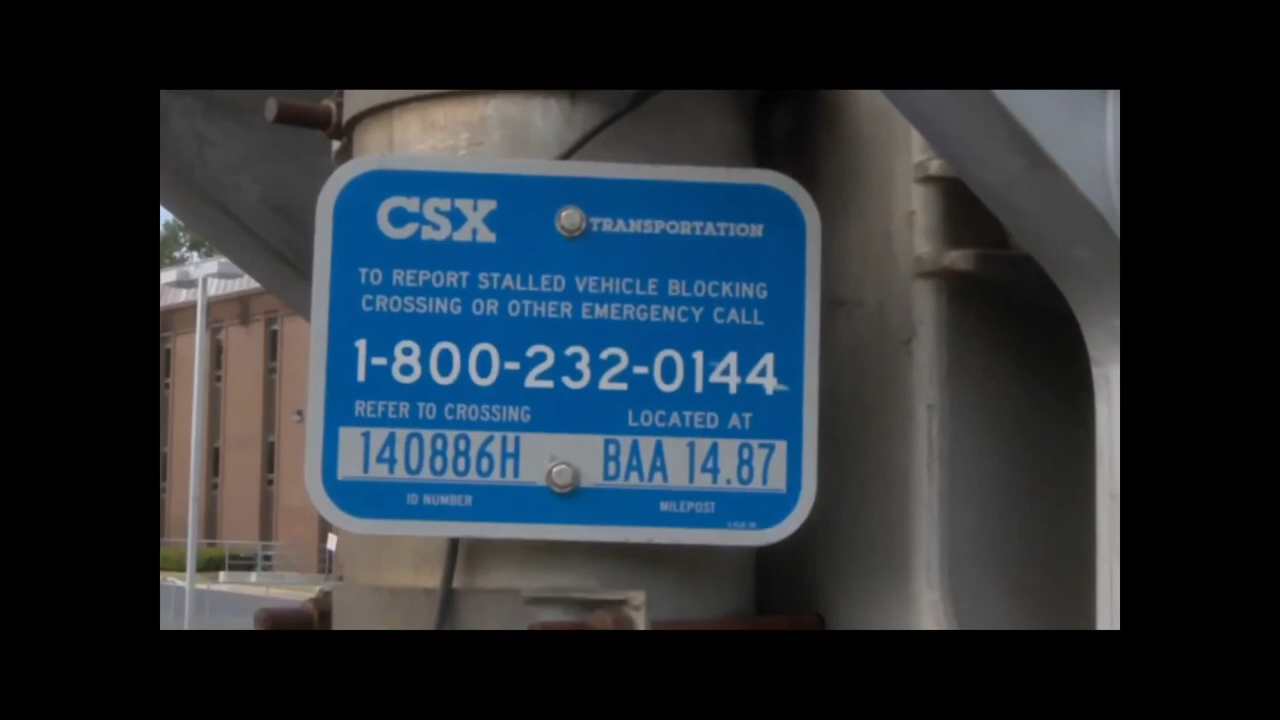 CSX TRANSPORTATION
TO REPORT STALLED VEHICLE BLOCKING
CROSSING OR OTHER EMERGENCY CALL
1-800-232-0144
REFER TO CROSSING LOCATED AT
140886H BAA 14.87
ID NUMBER MILEPOST